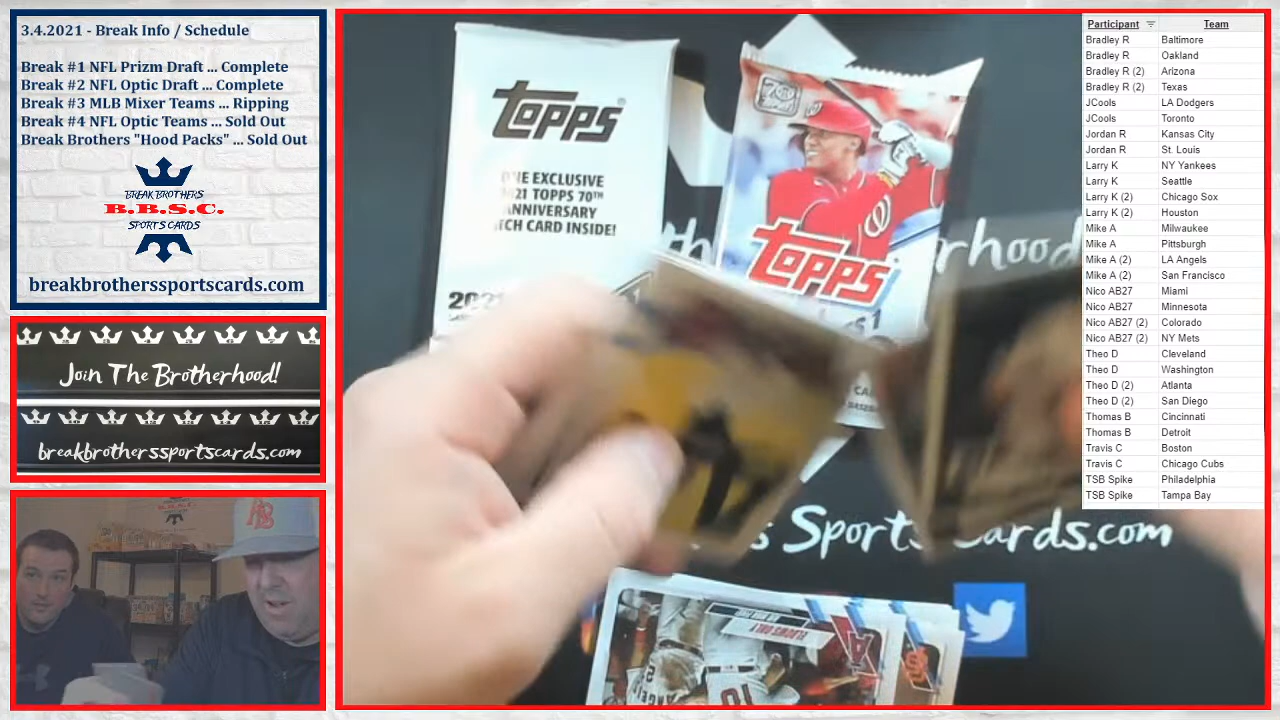 3.4.2021 - Break Info / Schedule
Break #1 NFL Prizm Draft ... Complete
Break #2 NFL Optic Draft ... Complete
Break #3 MLB Mixer Teams ... Ripping
Break #4 NFL Optic Teams ... Sold Out
Break Brothers "Hood Packs" ... Sold Out
BREAK BROTHERS
B.B.S.C.
SPORTS CARDS
breakbrotherssportscards.com
Join The Brotherhood!
breakbrotherssportscards.com
TOPPS
EXCLUSIVE
21 TOPPS 70TH
ANNIVERSARY
CARD INSIDE!
TOPPS
rhood
Sport
Cards.com
Participant Team
Bradley R Baltimore
Bradley R Oakland
Bradley R (2) Arizona
Bradley R (2) Texas
JCools LA Dodgers
JCools Toronto
Jordan R Kansas City
Jordan R St. Louis
Larry K NY Yankees
Larry K Seattle
Larry K (2) Chicago Sox
Larry K (2) Houston
Mike A Milwaukee
Mike A Pittsburgh
Mike A (2) LA Angels
Mike A (2) San Francisco
Nico AB27 Miami
Nico AB27 Minnesota
Nico AB27 (2) Colorado
Nico AB27 (2) NY Mets
Theo D Cleveland
Theo D Washington
Theo D (2) Atlanta
Theo D (2) San Diego
Thomas B Cincinnati
Thomas B Detroit
Travis C Boston
Travis C Chicago Cubs
TSB Spike Philadelphia
TSB Spike Tampa Bay